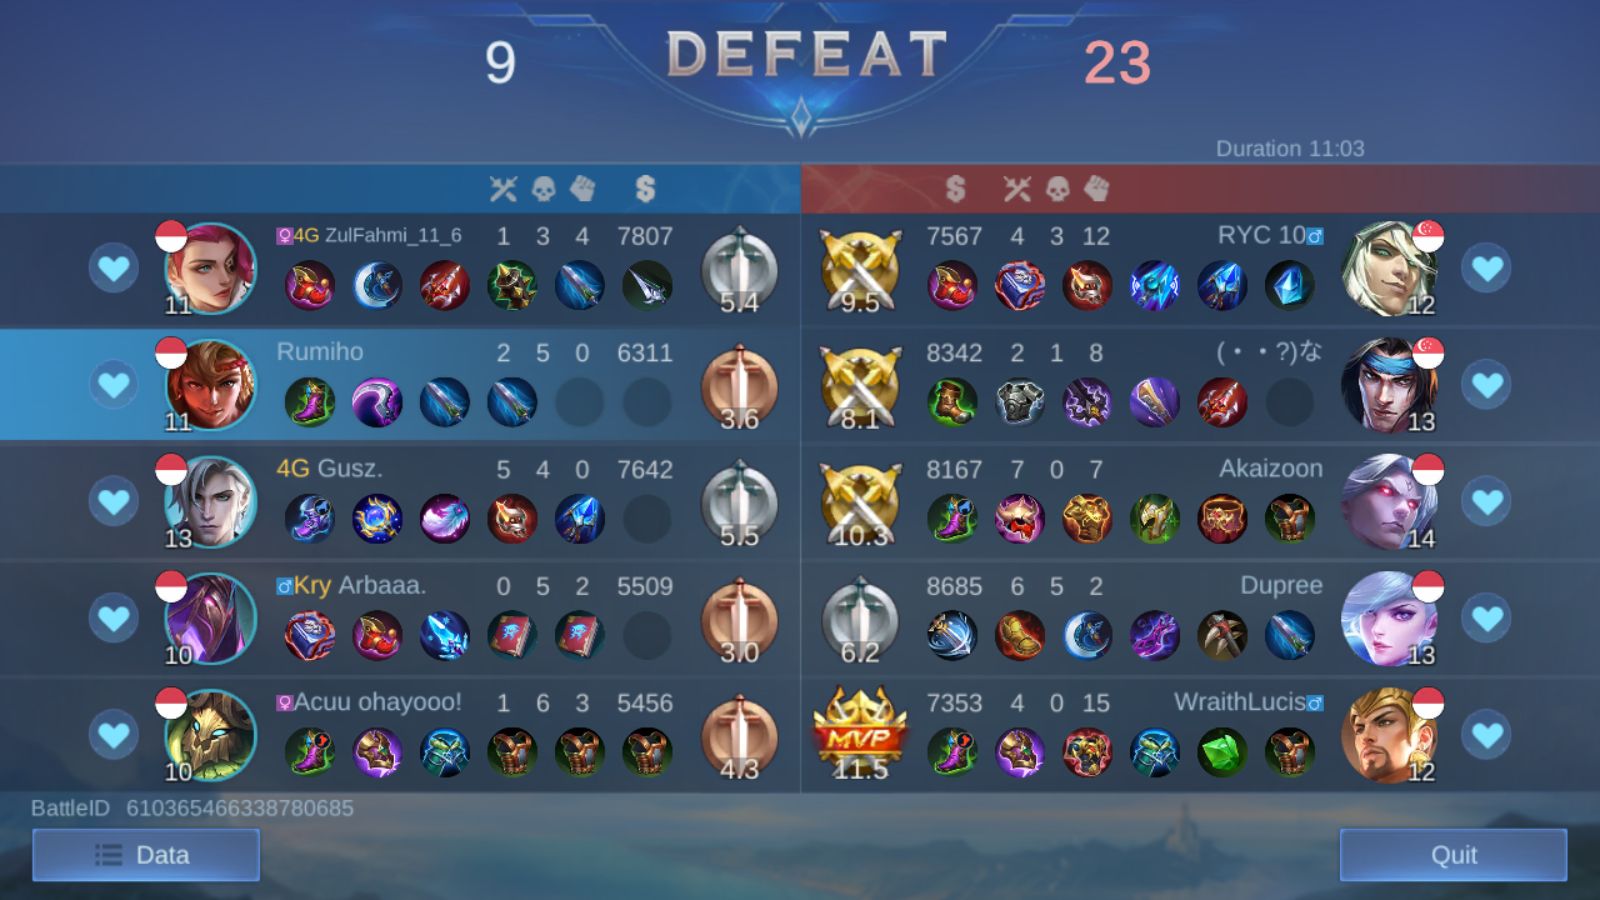 9 DEFEAT 23
Duration 11:03
4G ZulFahmi_11_6 1 3 4 7807
11 5.4
7567 4 3 12 RYC 10
9.5 12
Rumiho 2 5 0 6311
11 3.6
8342 2 1 8 (・・?)な
8.1 13
4G Gusz. 5 4 0 7642
13 5.5
8167 7 0 7 Akaizoon
10.3 14
Kry Arbaaa. 0 5 2 5509
10 3.0
8685 6 5 2 Dupree
6.2 13
Acuu ohayooo! 1 6 3 5456
10 4.3
7353 4 0 15 WraithLucis
MVP
11.5 12
BattleID 610365466338780685
Data
Quit